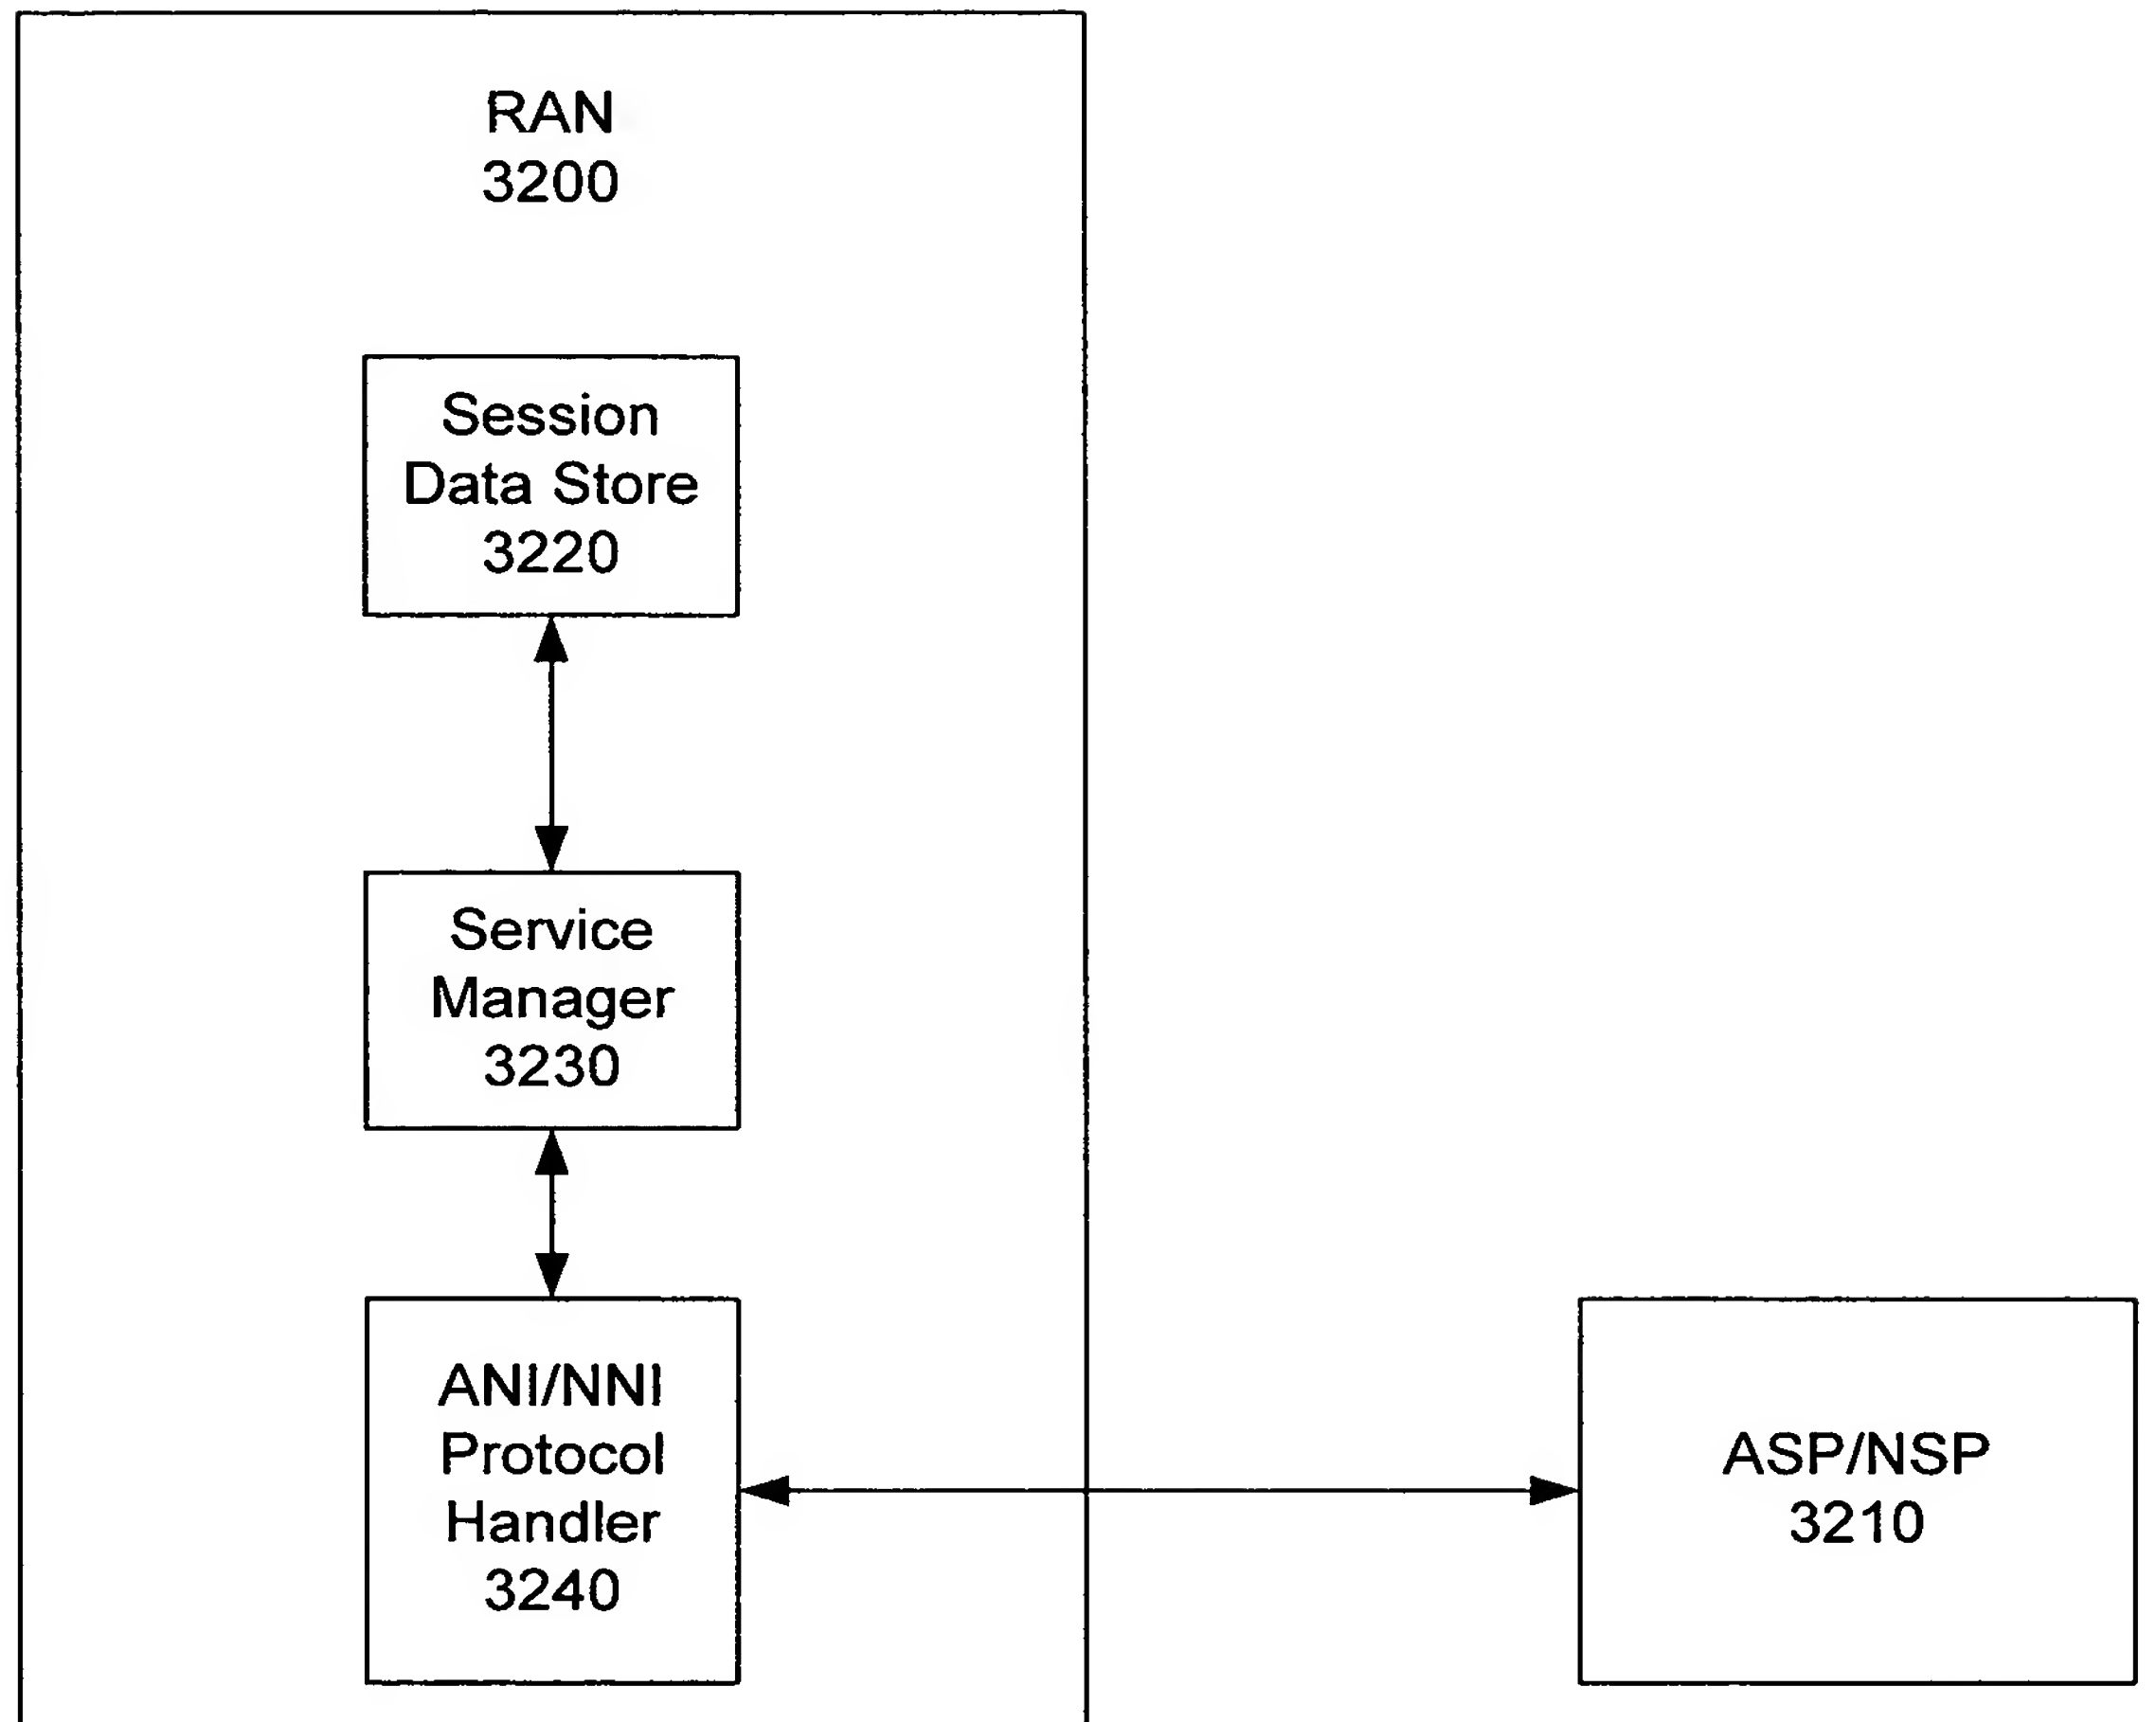 RAN
3200
Session
Data Store
3220
Service
Manager
3230
ANI/NNI
Protocol
Handler
3240
ASP/NSP
3210